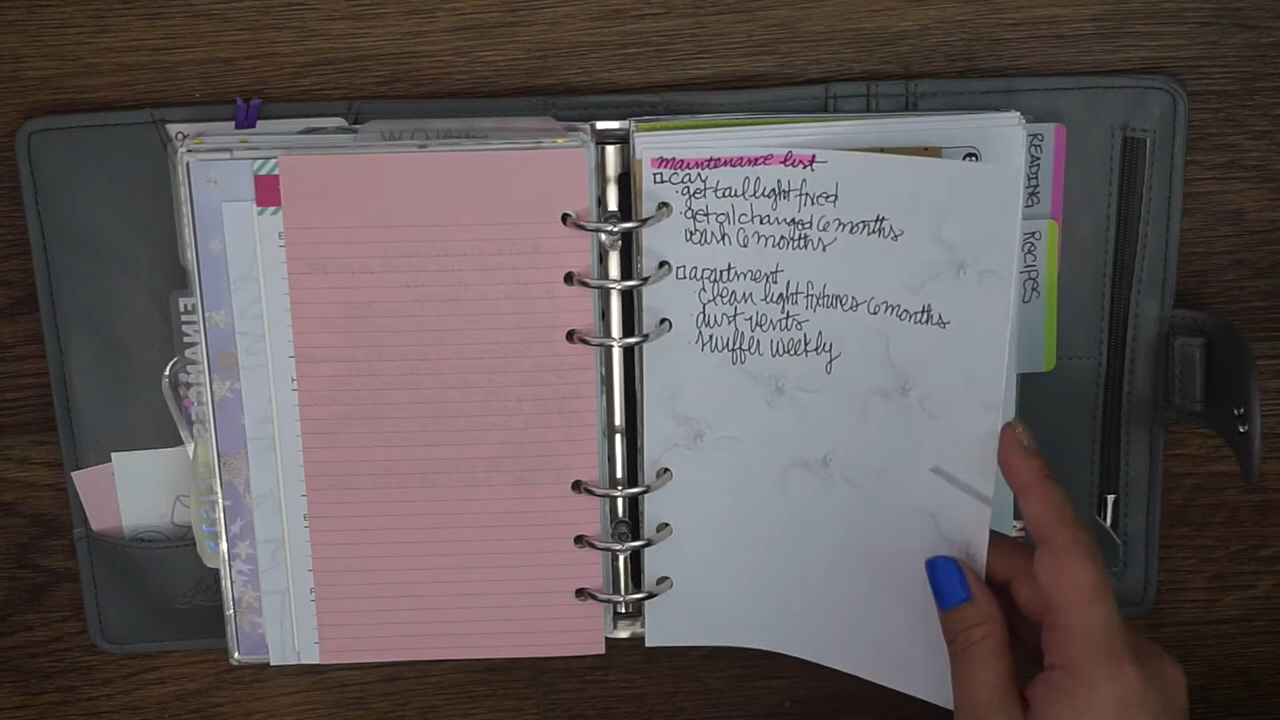 maintenance list
car
· get tail light fixed
· get oil changed 6 months
· wash 6 months
apartment
· clean light fixtures 6 months
· dust vents
· swiffer weekly
READING
RECIPES